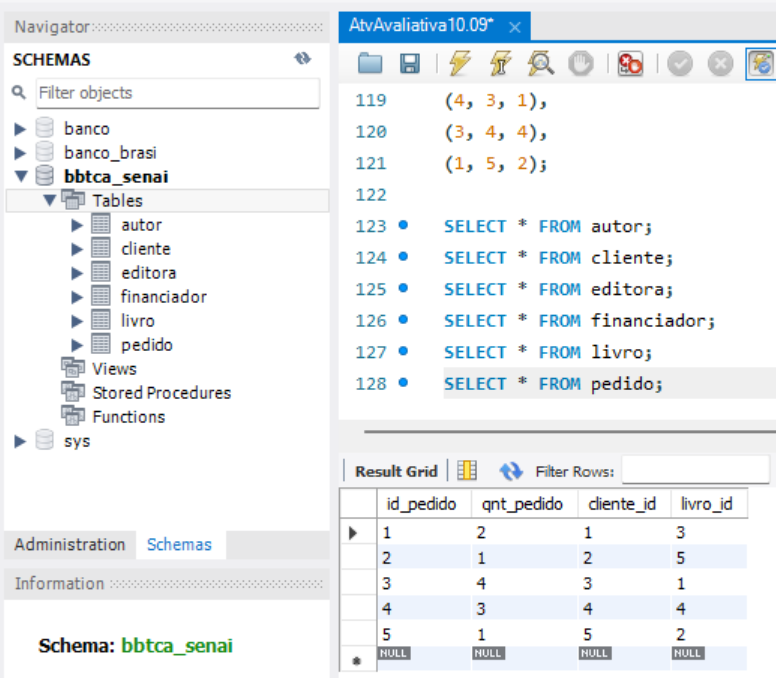 Navigator
SCHEMAS
Filter objects
banco
banco_brasi
bbtca_senai
Tables
autor
cliente
editora
financiador
livro
pedido
Views
Stored Procedures
Functions
sys
Administration Schemas
Information
Schema: bbtca_senai
AtvAvaliativa10.09*
119 (4, 3, 1),
120 (3, 4, 4),
121 (1, 5, 2);
122
123 SELECT * FROM autor;
124 SELECT * FROM cliente;
125 SELECT * FROM editora;
126 SELECT * FROM financiador;
127 SELECT * FROM livro;
128 SELECT * FROM pedido;
Result Grid Filter Rows:
id_pedido qnt_pedido cliente_id livro_id
1 2 1 3
2 1 2 5
3 4 3 1
4 3 4 4
5 1 5 2
NULL NULL NULL NULL